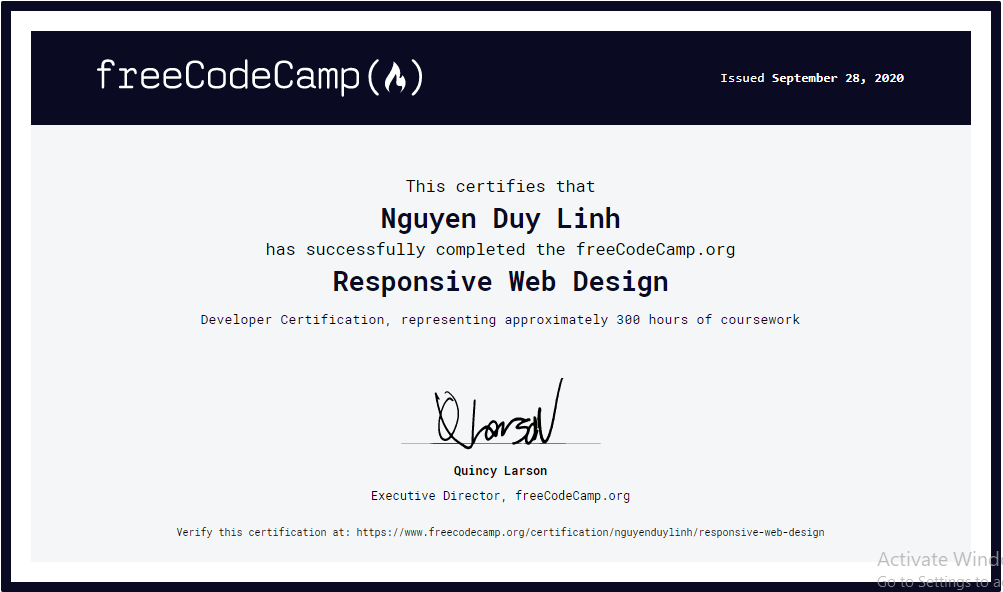 freeCodeCamp(🔥)
Issued September 28, 2020
This certifies that
Nguyen Duy Linh
has successfully completed the freeCodeCamp.org
Responsive Web Design
Developer Certification, representing approximately 300 hours of coursework
Q Larson
Quincy Larson
Executive Director, freeCodeCamp.org
Verify this certification at: https://www.freecodecamp.org/certification/nguyenduylinh/responsive-web-design
Activate Wind
Go to Settings to a